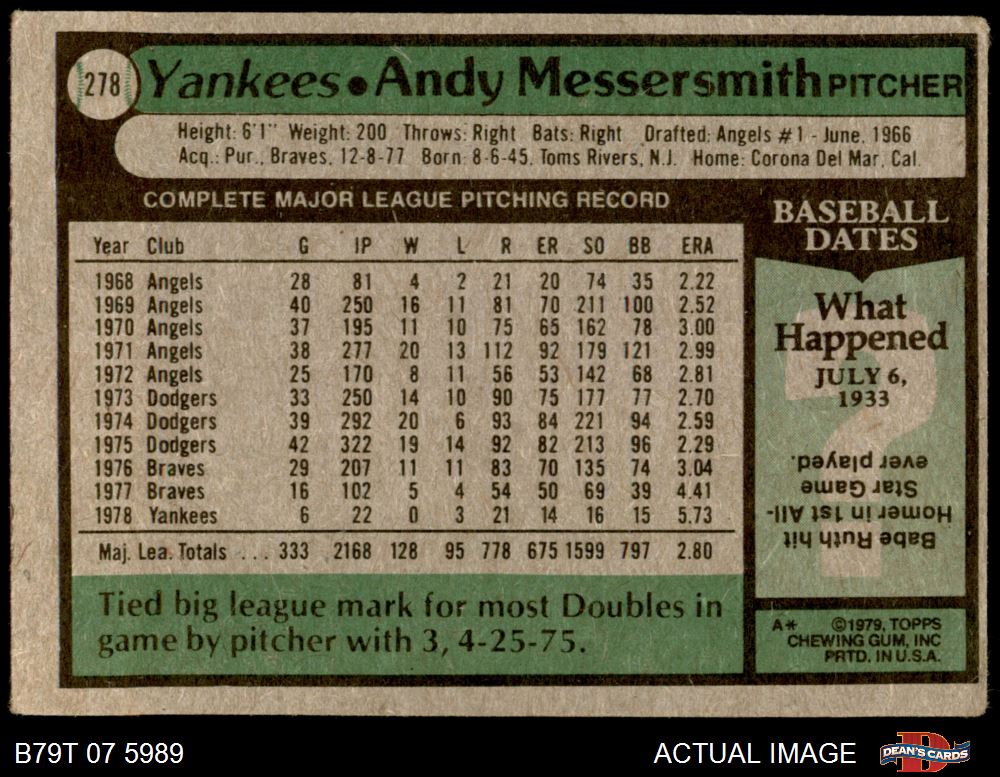 278 Yankees • Andy Messersmith PITCHER
Height: 6'1" Weight: 200 Throws: Right Bats: Right Drafted: Angels #1 - June, 1966
Acq.: Pur., Braves, 12-8-77 Born: 8-6-45, Toms Rivers, N.J. Home: Corona Del Mar, Cal.
COMPLETE MAJOR LEAGUE PITCHING RECORD
Year Club G IP W L R ER SO BB ERA
1968 Angels 28 81 4 2 21 20 74 35 2.22
1969 Angels 40 250 16 11 81 70 211 100 2.52
1970 Angels 37 195 11 10 75 65 162 78 3.00
1971 Angels 38 277 20 13 112 92 179 121 2.99
1972 Angels 25 170 8 11 56 53 142 68 2.81
1973 Dodgers 33 250 14 10 90 75 177 77 2.70
1974 Dodgers 39 292 20 6 93 84 221 94 2.59
1975 Dodgers 42 322 19 14 92 82 213 96 2.29
1976 Braves 29 207 11 11 83 70 135 74 3.04
1977 Braves 16 102 5 4 54 50 69 39 4.41
1978 Yankees 6 22 0 3 21 14 16 15 5.73
Maj. Lea. Totals ... 333 2168 128 95 778 675 1599 797 2.80
Tied big league mark for most Doubles in
game by pitcher with 3, 4-25-75.
BASEBALL
DATES
What
Happened
JULY 6,
1933
Babe Ruth hit
Homer in 1st All-
Star Game
ever played.
A* ©1979, TOPPS
CHEWING GUM, INC
PRTD. IN U.S.A.
B79T 07 5989
ACTUAL IMAGE
DEAN'S CARDS